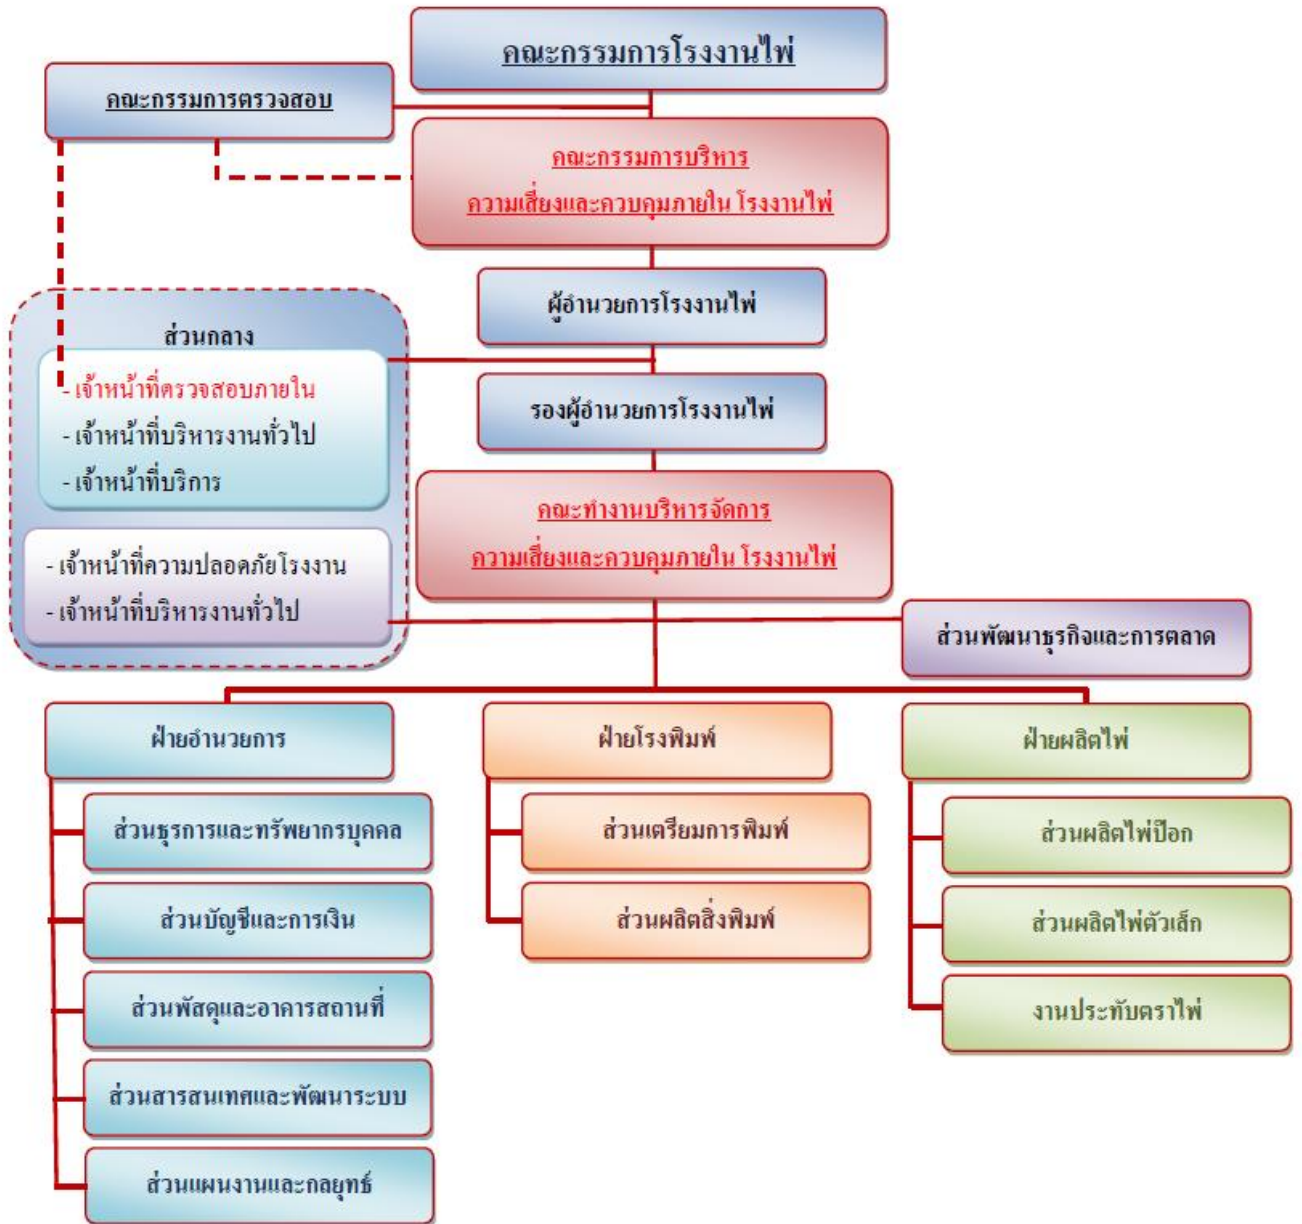 คณะกรรมการโรงงานไพ่
คณะกรรมการตรวจสอบ
คณะกรรมการบริหาร
ความเสี่ยงและควบคุมภายใน โรงงานไพ่
ผู้อำนวยการโรงงานไพ่
ส่วนกลาง
- เจ้าหน้าที่ตรวจสอบภายใน
- เจ้าหน้าที่บริหารงานทั่วไป
- เจ้าหน้าที่บริการ
รองผู้อำนวยการโรงงานไพ่
คณะทำงานบริหารจัดการ
ความเสี่ยงและควบคุมภายใน โรงงานไพ่
- เจ้าหน้าที่ความปลอดภัยโรงงาน
- เจ้าหน้าที่บริหารงานทั่วไป
ส่วนพัฒนาธุรกิจและการตลาด
ฝ่ายอำนวยการ
ส่วนธุรการและทรัพยากรบุคคล
ส่วนบัญชีและการเงิน
ส่วนพัสดุและอาคารสถานที่
ส่วนสารสนเทศและพัฒนาระบบ
ส่วนแผนงานและกลยุทธ์
ฝ่ายโรงพิมพ์
ส่วนเตรียมการพิมพ์
ส่วนผลิตสิ่งพิมพ์
ฝ่ายผลิตไพ่
ส่วนผลิตไพ่ป๊อก
ส่วนผลิตไพ่ตัวเล็ก
งานประทับตราไพ่